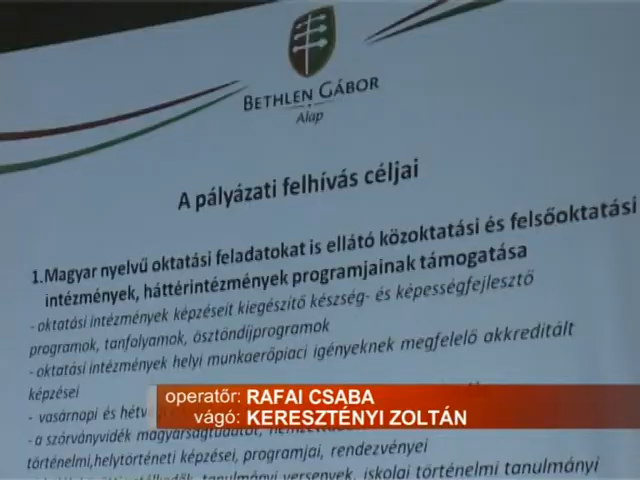 BETHLEN GÁBOR
Alap
A pályázati felhívás céljai
1.Magyar nyelvű oktatási feladatokat is ellátó közoktatási és felsőoktatási
intézmények, háttérintézmények programjainak támogatása
- oktatási intézmények képzéseit kiegészítő készség- és képességfejlesztő
programok, tanfolyamok, ösztöndíjprogramok
- oktatási intézmények helyi munkaerőpiaci igényeknek megfelelő akkreditált
képzései
- vasárnapi és
operatőr: RAFAI CSABA
vágó: KERESZTÉNYI ZOLTÁN
- a szórványvidék
történelmi,helytörténeti képzései, programjai, rendezvényei
tanulmányi versenyek, iskolai történelmi tanulmányi